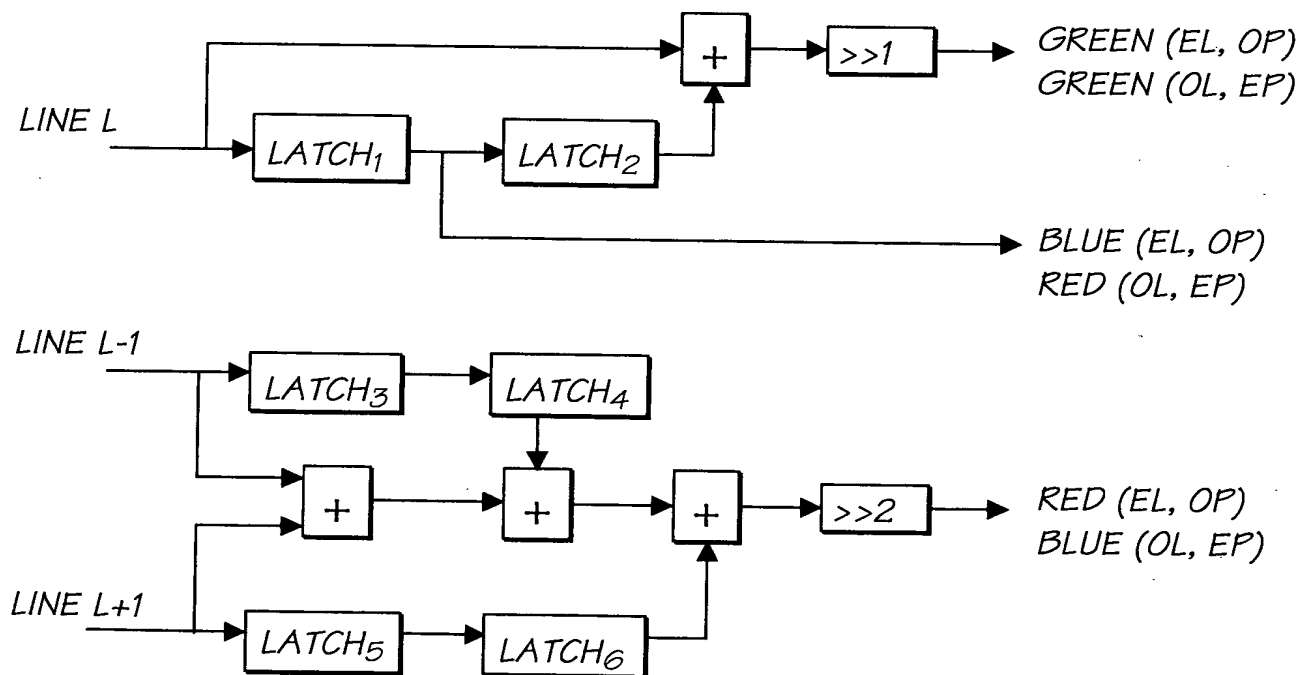 GREEN (EL, OP)
+
>>1
GREEN (OL, EP)
LINE L
LATCH₁
LATCH₂
BLUE (EL, OP)
RED (OL, EP)
LINE L-1
LATCH₃
LATCH₄
+
+
+
>>2
RED (EL, OP)
BLUE (OL, EP)
LINE L+1
LATCH₅
LATCH₆